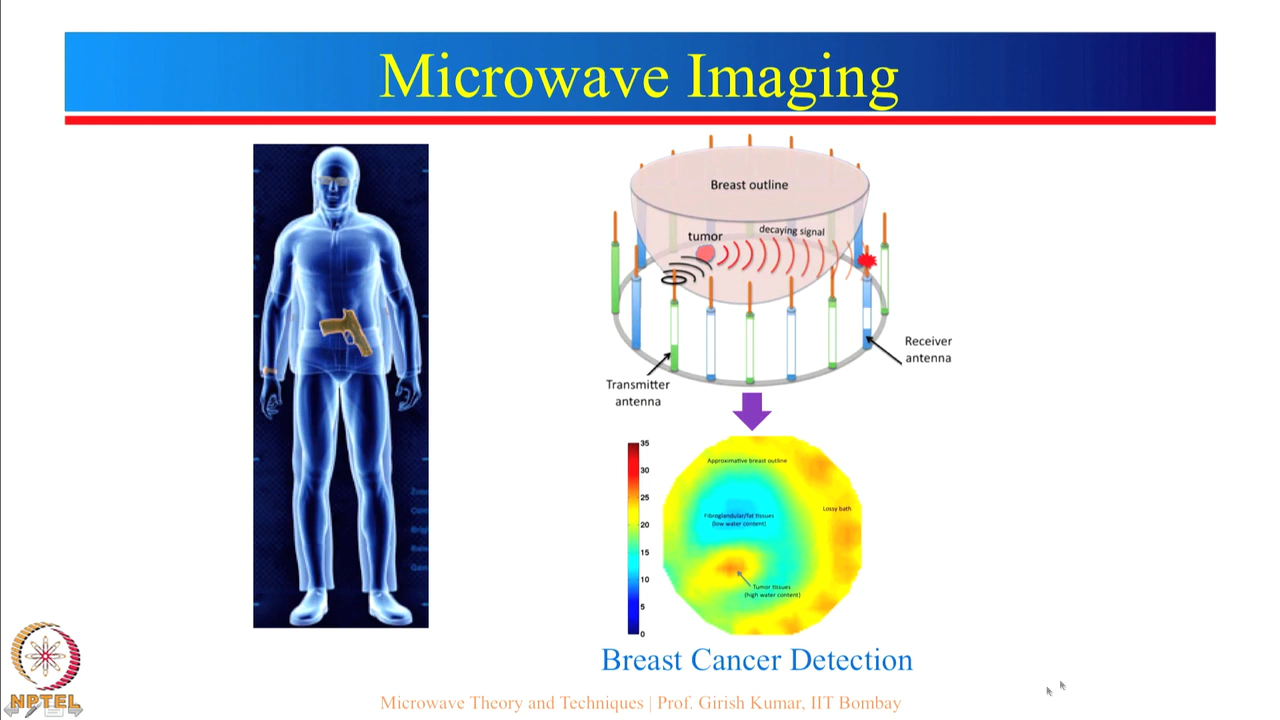 Microwave Imaging
Breast outline
tumor
decaying signal
Receiver
antenna
Transmitter
antenna
35
30
25
20
15
10
5
0
Approximative breast outline
Fibroglandular/fat tissues
(low water content)
Lossy bath
Tumor tissues
(high water content)
Breast Cancer Detection
NPTEL
Microwave Theory and Techniques | Prof. Girish Kumar, IIT Bombay